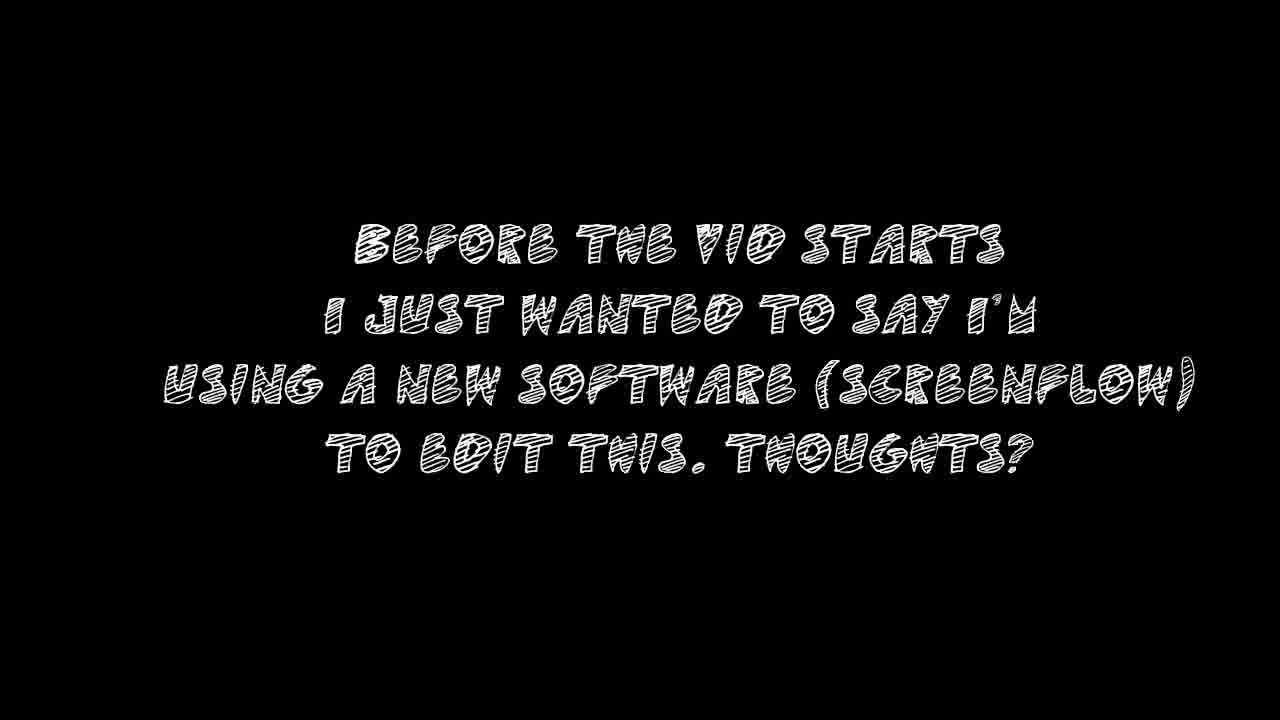 BEFORE THE VID STARTS
I JUST WANTED TO SAY I'M
USING A NEW SOFTWARE (SCREENFLOW)
TO EDIT THIS. THOUGHTS?